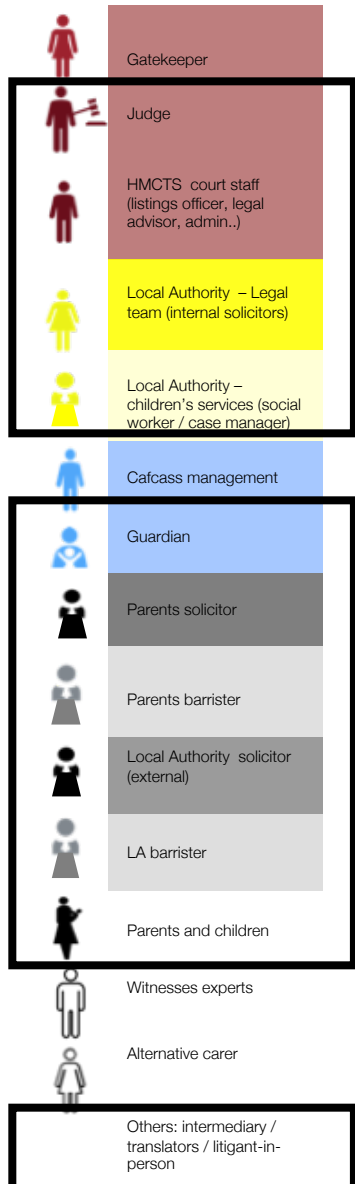 Gatekeeper
Judge
HMCTS court staff
(listings officer, legal
advisor, admin..)
Local Authority – Legal
team (internal solicitors)
Local Authority –
children's services (social
worker / case manager)
Cafcass management
Guardian
Parents solicitor
Parents barrister
Local Authority solicitor
(external)
LA barrister
Parents and children
Witnesses experts
Alternative carer
Others: intermediary /
translators / litigant-in-
person